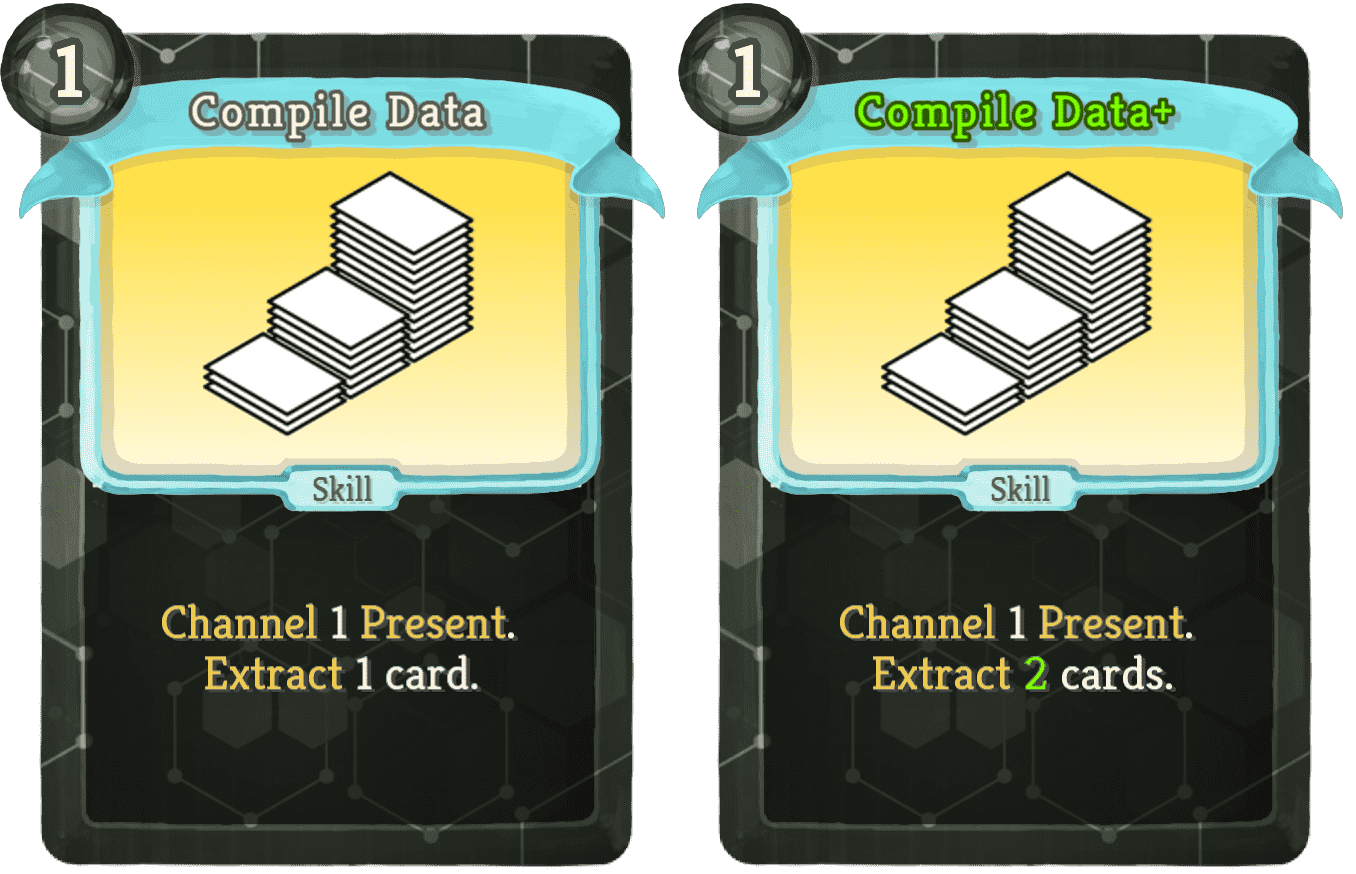 1
Compile Data
Skill
Channel 1 Present.
Extract 1 card.
1
Compile Data+
Skill
Channel 1 Present.
Extract 2 cards.